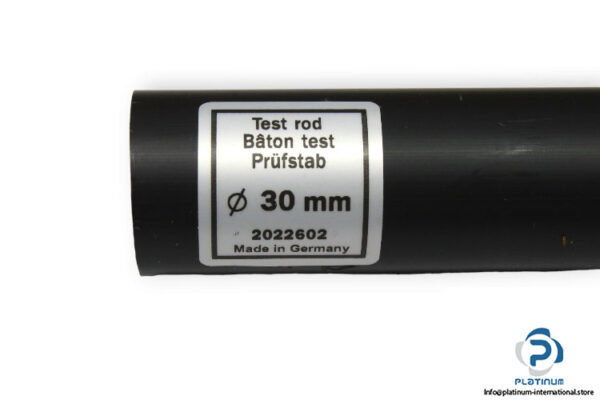 Test rod
Bâton test
Prüfstab
Ø 30 mm
2022602
Made in Germany
PLATINUM
Info@platinum-international.store